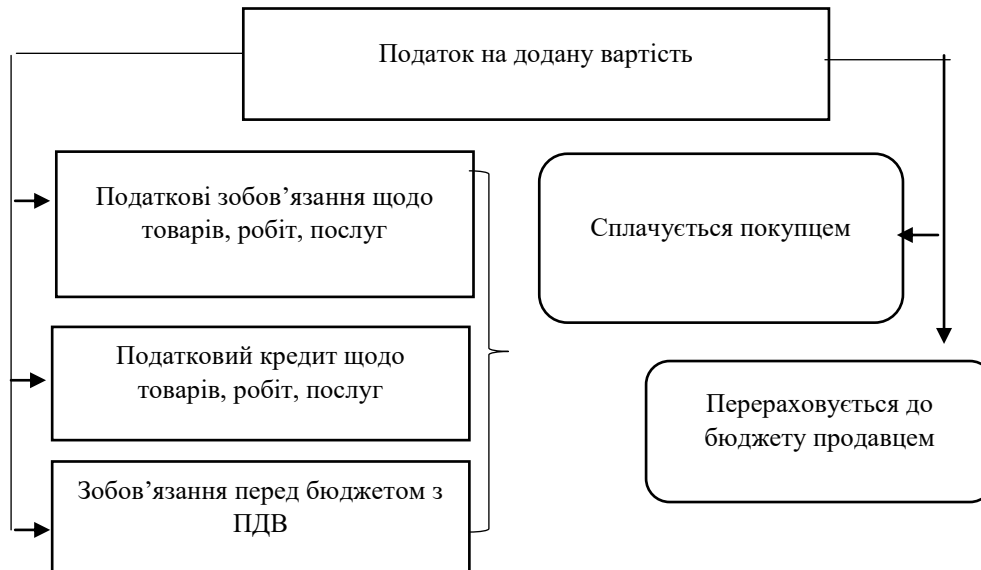 Податок на додану вартість
Податкові зобов’язання щодо
товарів, робіт, послуг
Сплачується покупцем
Податковий кредит щодо
товарів, робіт, послуг
Перераховується до
бюджету продавцем
Зобов’язання перед бюджетом з
ПДВ